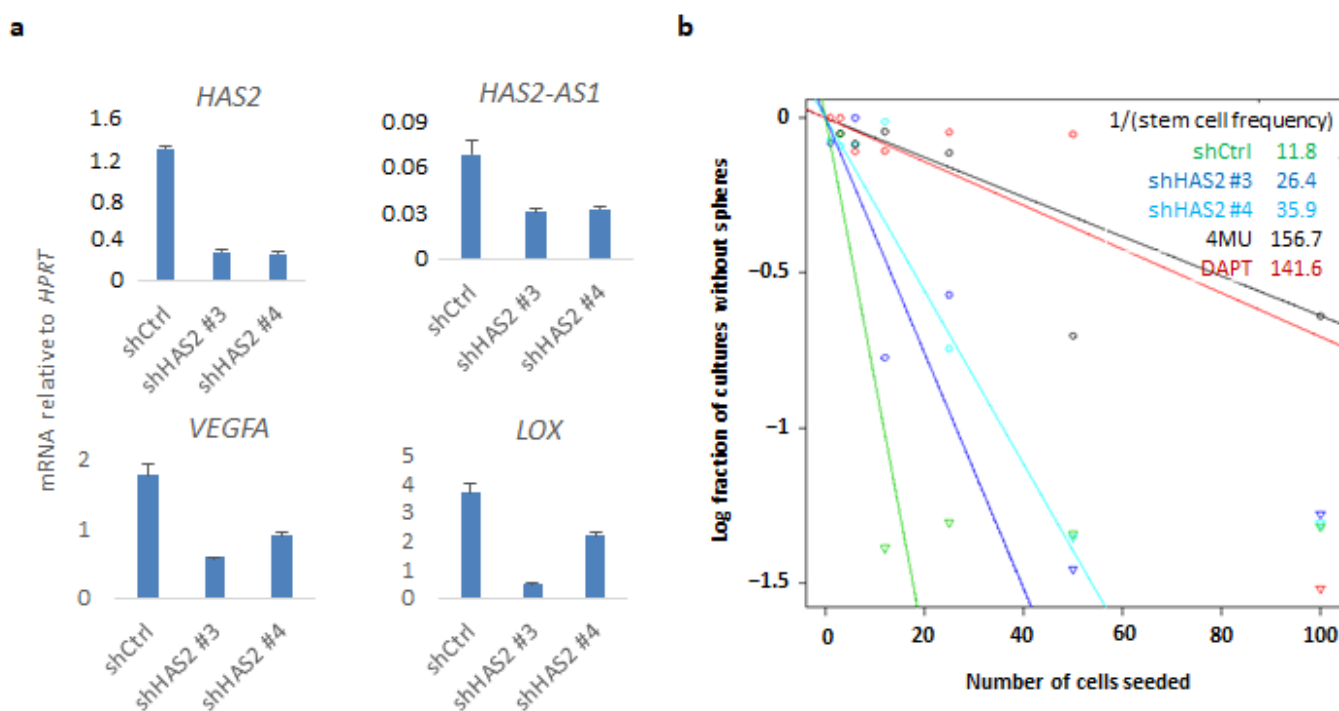 a
HAS2
1.6
1.2
0.8
0.4
0
shCtrl
shHAS2 #3
shHAS2 #4
HAS2-AS1
0.09
0.06
0.03
0
shCtrl
shHAS2 #3
shHAS2 #4
mRNA relative to HPRT
VEGFA
2
1
0
shCtrl
shHAS2 #3
shHAS2 #4
LOX
5
4
3
2
1
0
shCtrl
shHAS2 #3
shHAS2 #4
b
Log fraction of cultures without spheres
0
−0.5
−1
−1.5
1/(stem cell frequency)
shCtrl 11.8
shHAS2 #3 26.4
shHAS2 #4 35.9
4MU 156.7
DAPT 141.6
0 20 40 60 80 100
Number of cells seeded